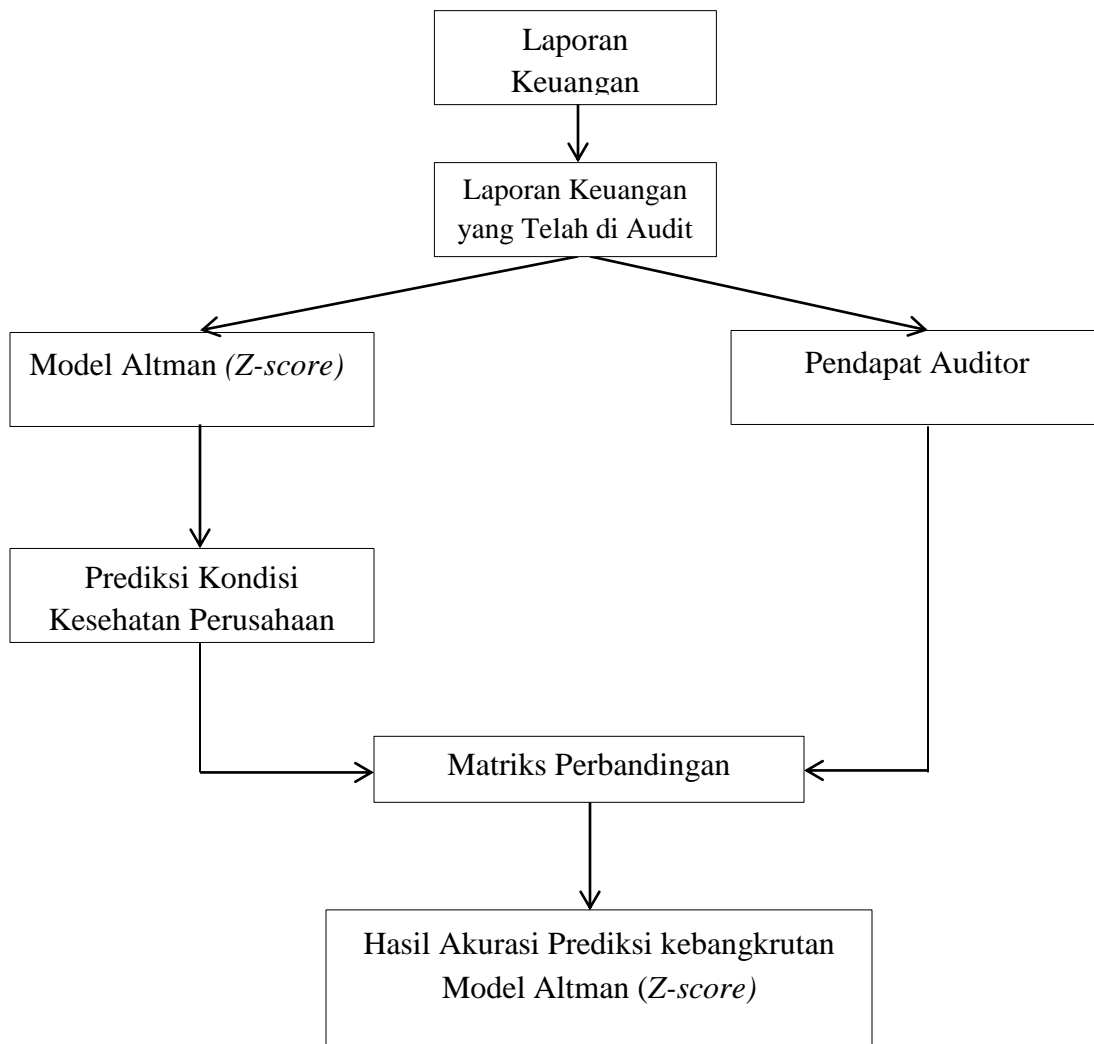 Laporan
Keuangan
Laporan Keuangan
yang Telah di Audit
Model Altman (Z-score)
Pendapat Auditor
Prediksi Kondisi
Kesehatan Perusahaan
Matriks Perbandingan
Hasil Akurasi Prediksi kebangkrutan
Model Altman (Z-score)